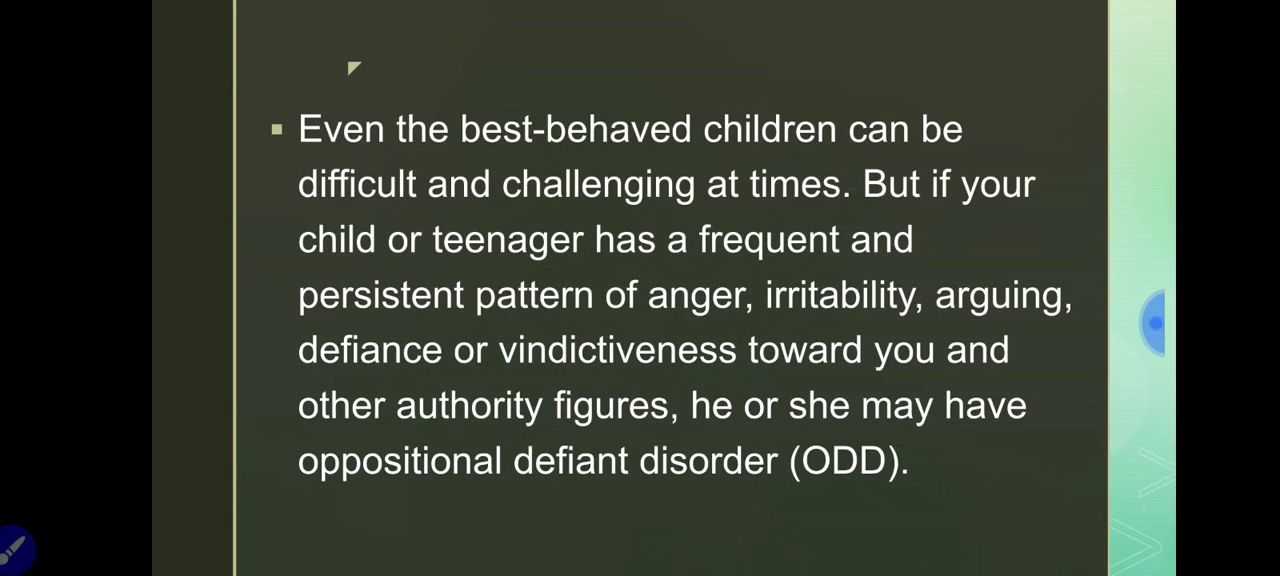 Even the best-behaved children can be
difficult and challenging at times. But if your
child or teenager has a frequent and
persistent pattern of anger, irritability, arguing,
defiance or vindictiveness toward you and
other authority figures, he or she may have
oppositional defiant disorder (ODD).